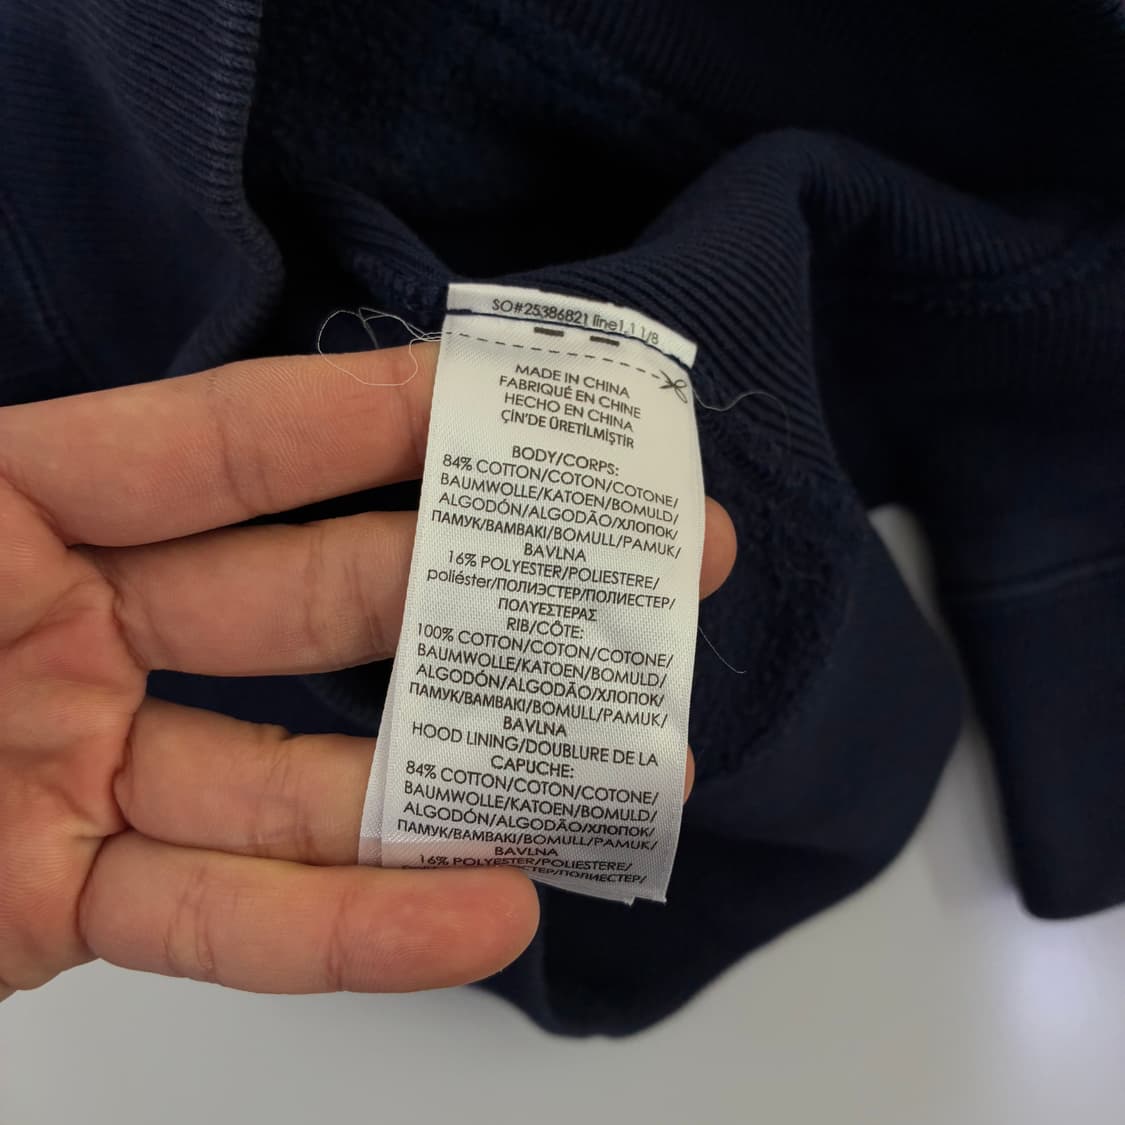 SO#25386821 line1.1 1/8
MADE IN CHINA
FABRIQUÉ EN CHINE
HECHO EN CHINA
ÇİN'DE ÜRETİLMİŞTİR
BODY/CORPS:
84% COTTON/COTON/COTONE/
BAUMWOLLE/KATOEN/BOMULD/
ALGODÓN/ALGODÃO/ХЛОПОК/
ПАМУК/ΒΑΜΒΑΚΙ/BOMULL/PAMUK/
BAVLNA
16% POLYESTER/POLIESTERE/
poliéster/ПОЛИЭСТЕР/ПОЛИЕСТЕР/
ΠΟΛΥΕΣΤΕΡΑΣ
RIB/CÔTE:
100% COTTON/COTON/COTONE/
BAUMWOLLE/KATOEN/BOMULD/
ALGODÓN/ALGODÃO/ХЛОПОК/
ПАМУК/ΒΑΜΒΑΚΙ/BOMULL/PAMUK/
BAVLNA
HOOD LINING/DOUBLURE DE LA
CAPUCHE:
84% COTTON/COTON/COTONE/
BAUMWOLLE/KATOEN/BOMULD/
ALGODÓN/ALGODÃO/ХЛОПОК/
ПАМУК/ΒΑΜΒΑΚΙ/BOMULL/PAMUK/
BAVLNA
16% POLYESTER/POLIESTERE/
ПОЛИЕСТЕР/